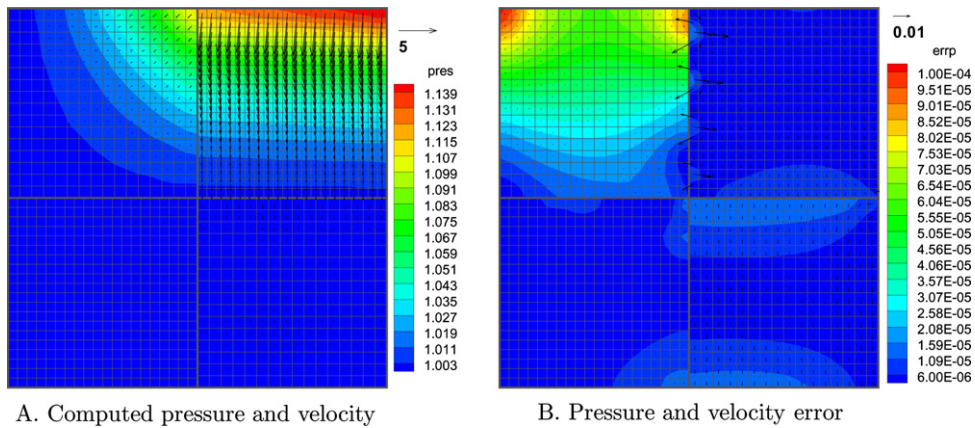 5
pres
1.139
1.131
1.123
1.115
1.107
1.099
1.091
1.083
1.075
1.067
1.059
1.051
1.043
1.035
1.027
1.019
1.011
1.003
A. Computed pressure and velocity
0.01
errp
1.00E-04
9.51E-05
9.01E-05
8.52E-05
8.02E-05
7.53E-05
7.03E-05
6.54E-05
6.04E-05
5.55E-05
5.05E-05
4.56E-05
4.06E-05
3.57E-05
3.07E-05
2.58E-05
2.08E-05
1.59E-05
1.09E-05
6.00E-06
B. Pressure and velocity error